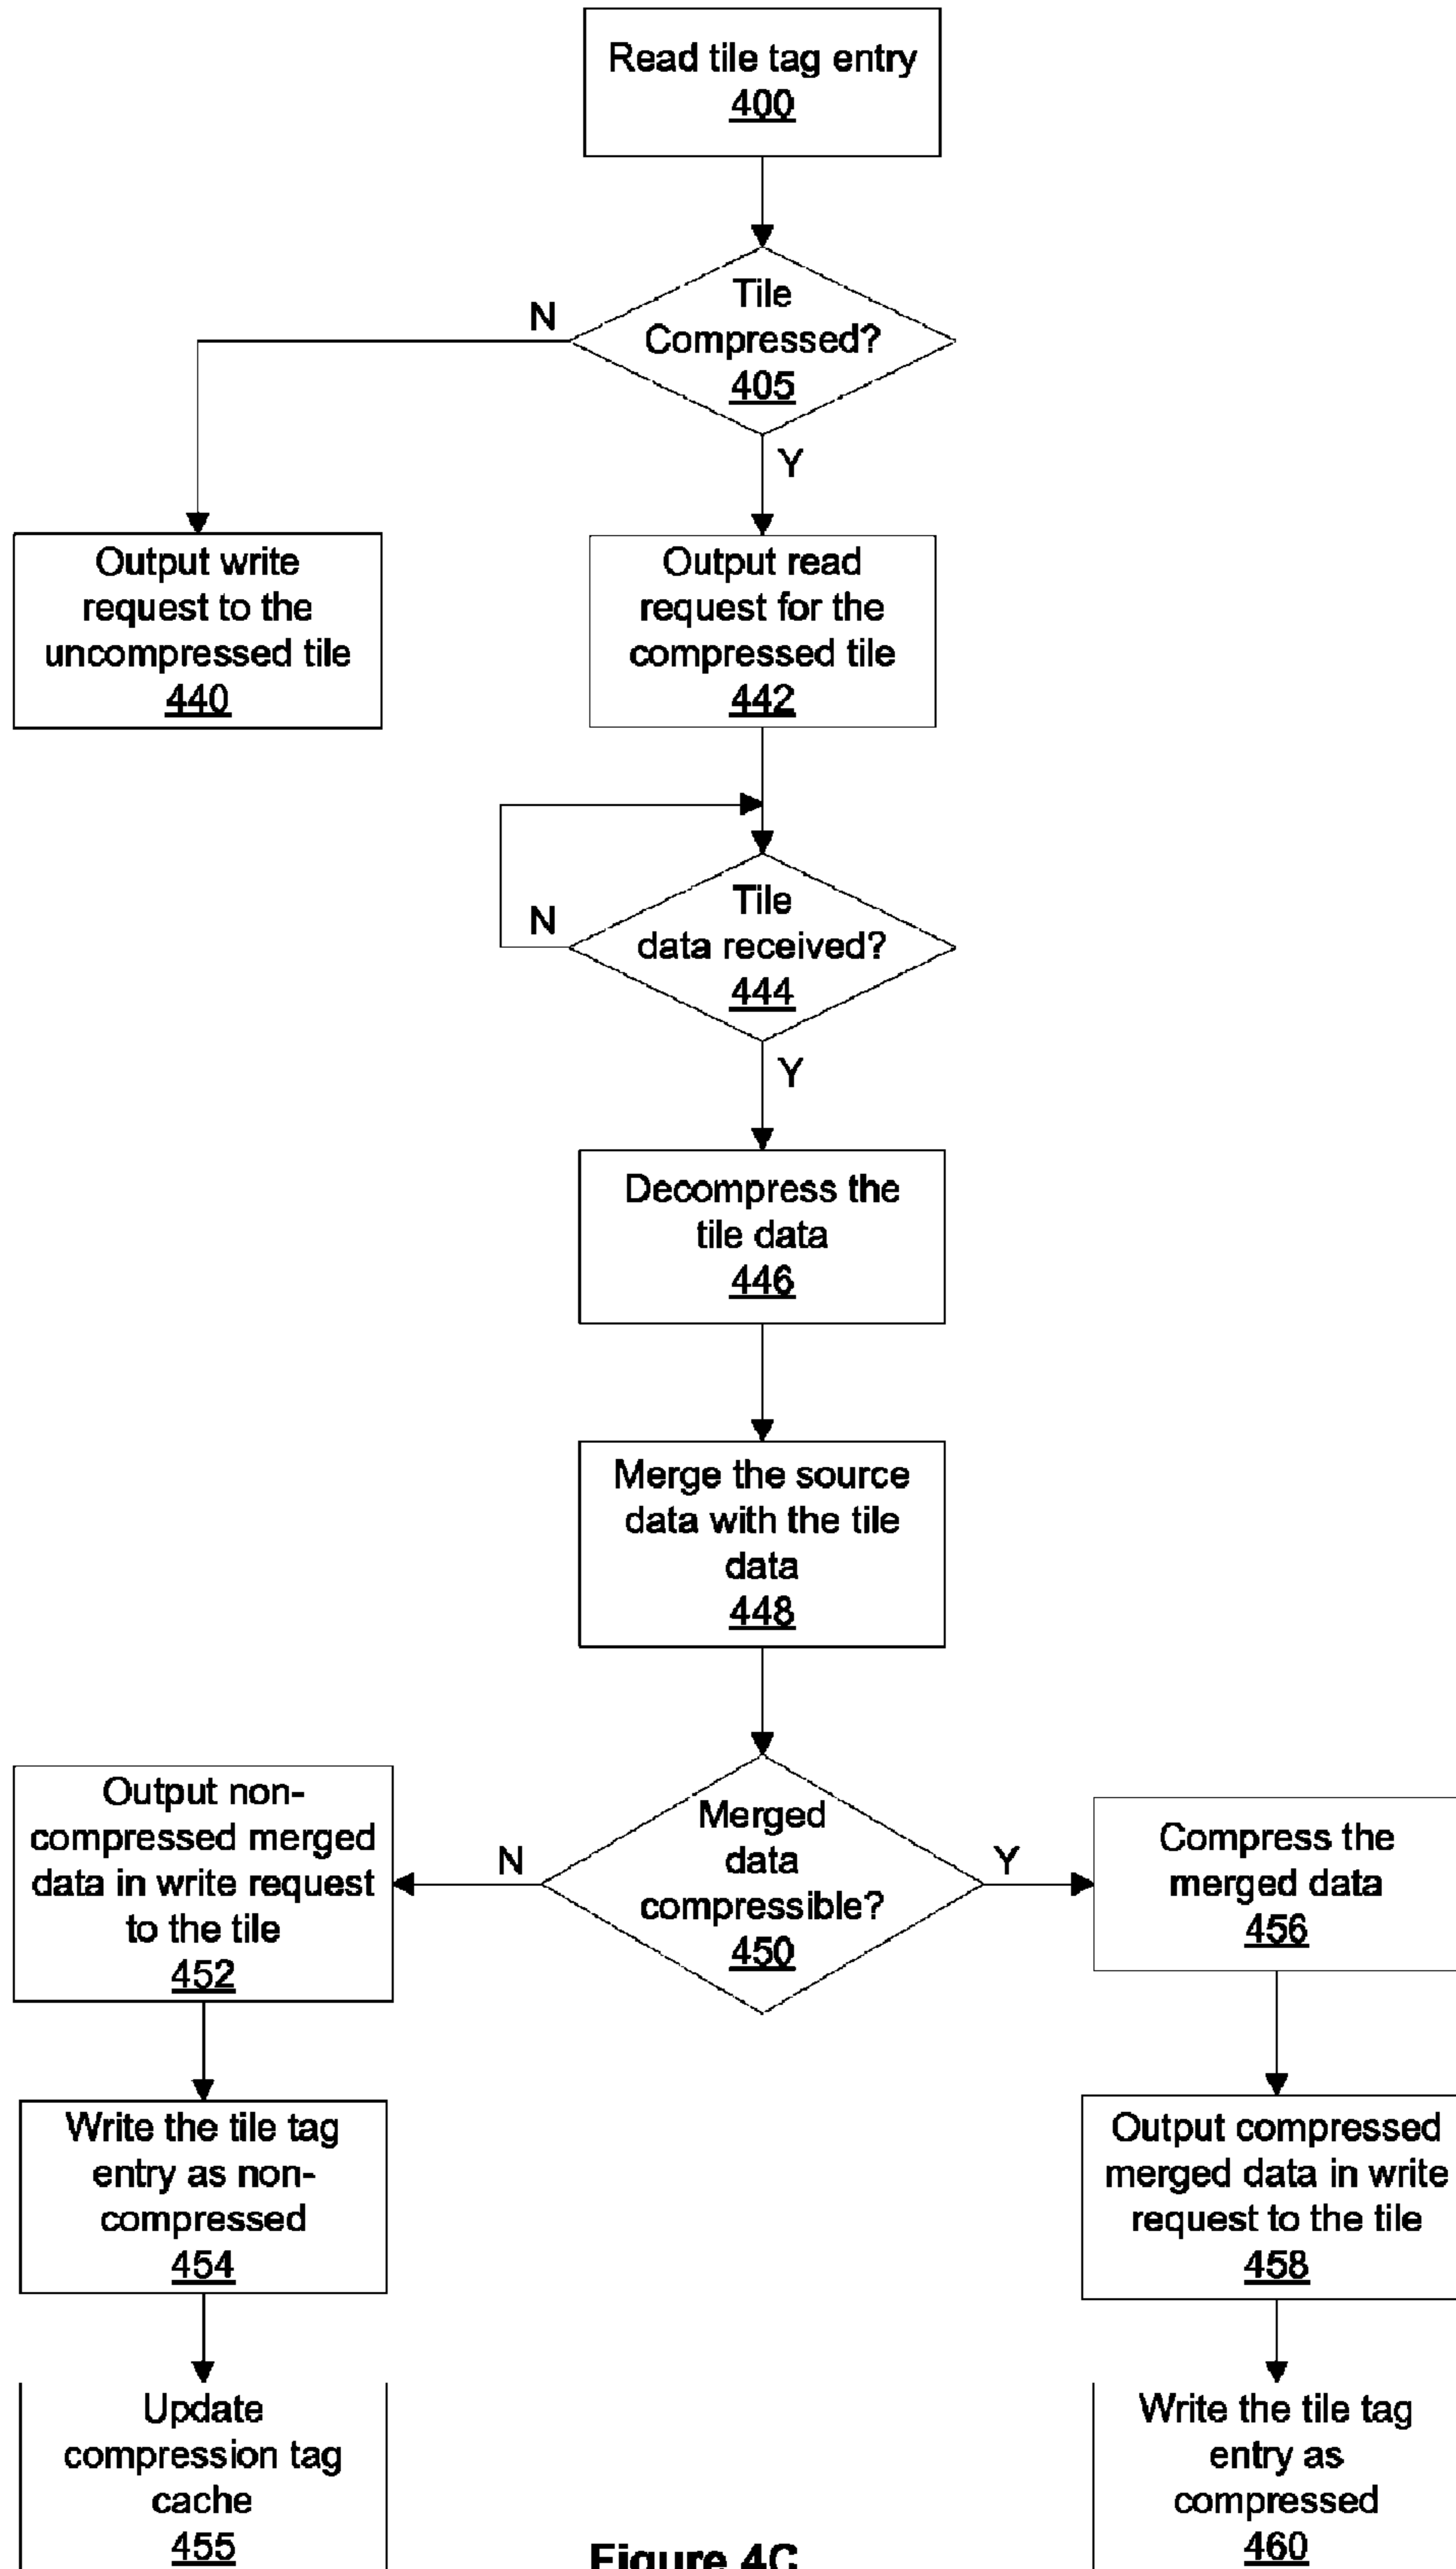 Read tile tag entry
400
Tile
Compressed?
405
N
Y
Output write
request to the
uncompressed tile
440
Output read
request for the
compressed tile
442
N
Tile
data received?
444
Y
Decompress the
tile data
446
Merge the source
data with the tile
data
448
Output non-
compressed merged
data in write request
to the tile
452
N
Merged
data
compressible?
450
Y
Compress the
merged data
456
Write the tile tag
entry as non-
compressed
454
Output compressed
merged data in write
request to the tile
458
Update
compression tag
cache
455
Write the tile tag
entry as
compressed
460
Figure 4C